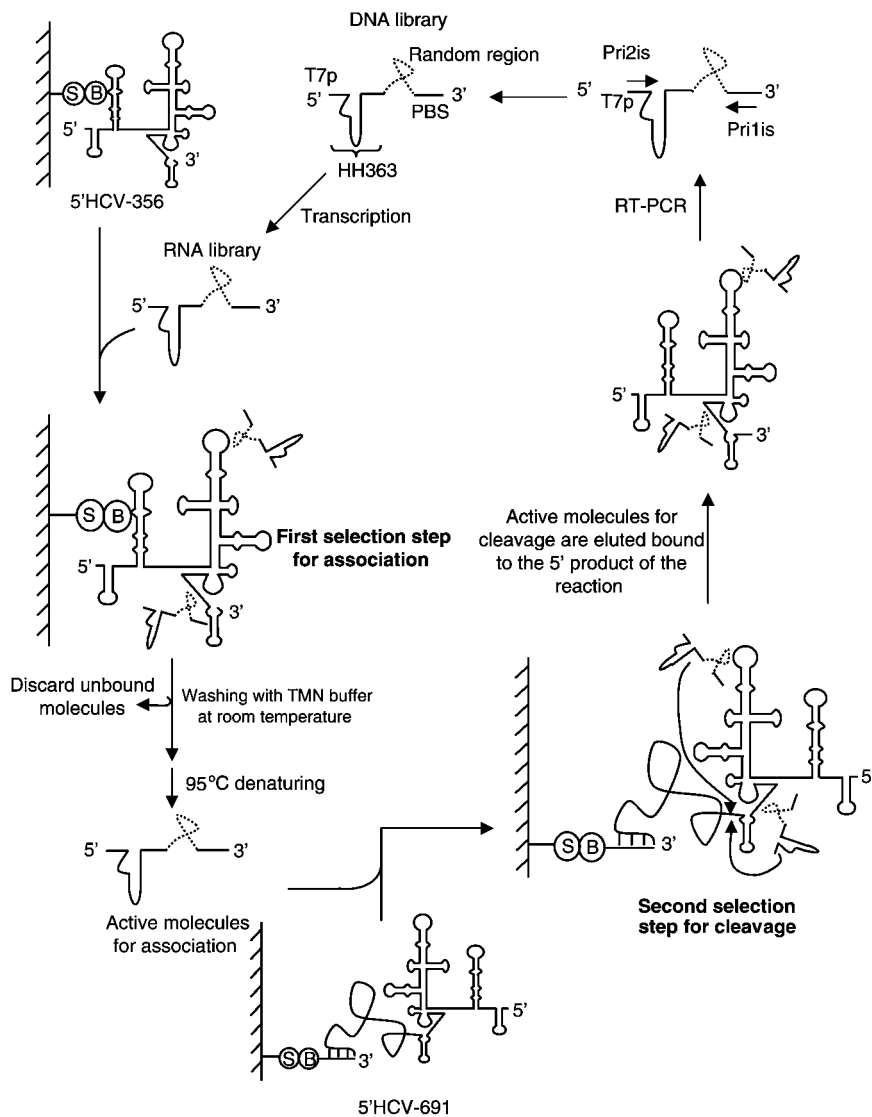 DNA library
Random region
T7p
5'
3'
PBS
HH363
Pri2is
5'
T7p
3'
Pri1is
S B
5'
3'
5'HCV-356
Transcription
RNA library
5'
3'
RT-PCR
5'
3'
S B
5'
3'
First selection step
for association
Active molecules for
cleavage are eluted bound
to the 5' product of the
reaction
Discard unbound
molecules
Washing with TMN buffer
at room temperature
95°C denaturing
5'
3'
Active molecules
for association
5
S B
3'
Second selection
step for cleavage
5'
S B
3'
5'HCV-691